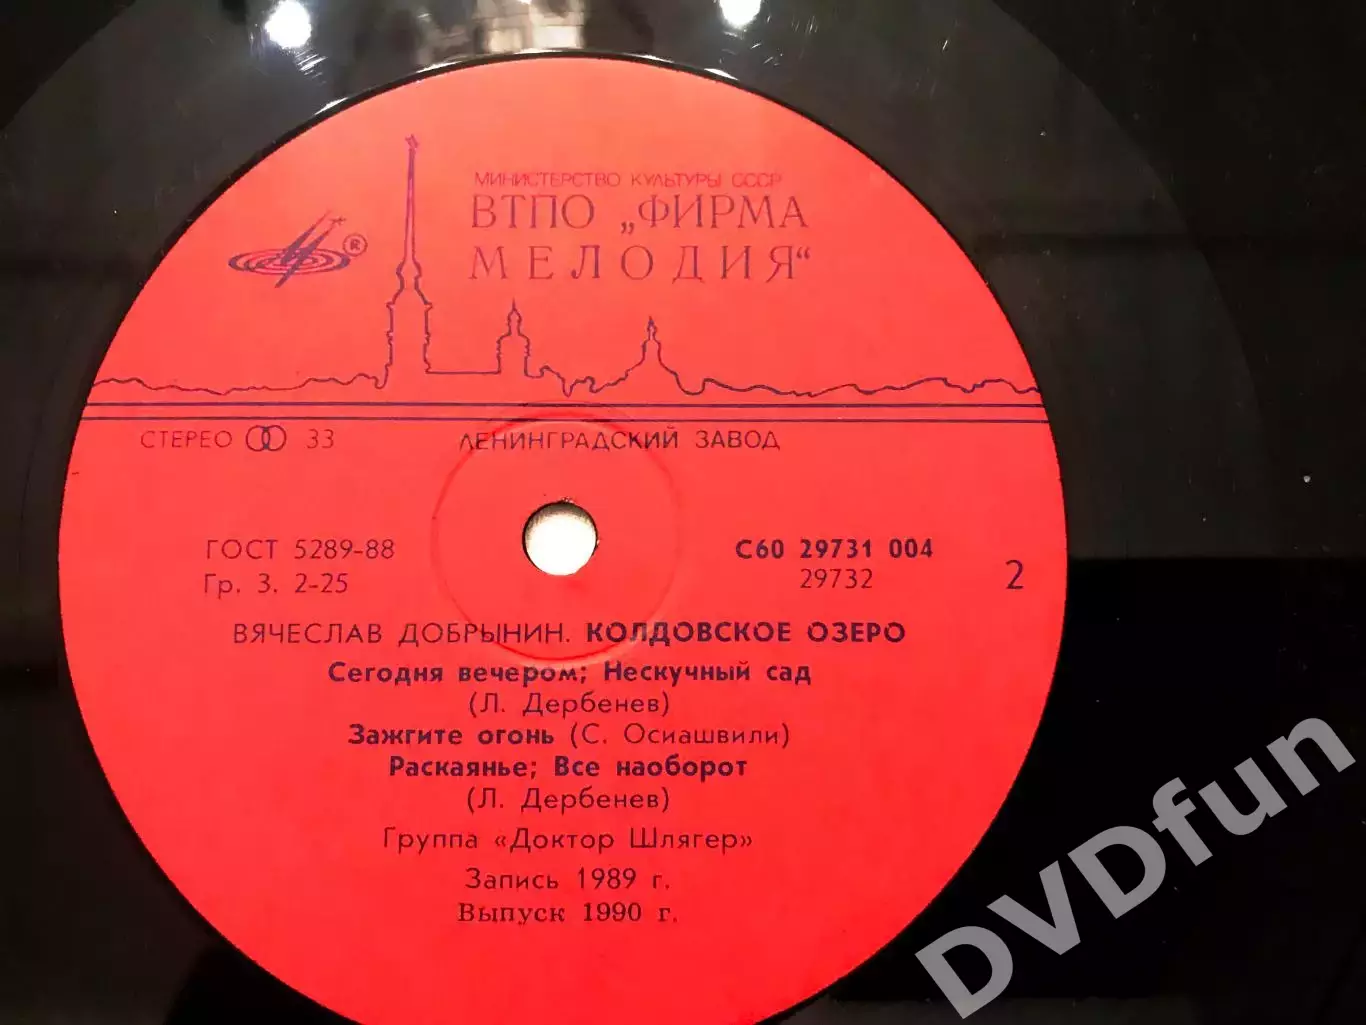 МИНИСТЕРСТВО КУЛЬТУРЫ СССР
ВТПО „ФИРМА
МЕЛОДИЯ“
®
СТЕРЕО 33 ЛЕНИНГРАДСКИЙ ЗАВОД
ГОСТ 5289-88 С60 29731 004
Гр. 3. 2-25 29732 2
ВЯЧЕСЛАВ ДОБРЫНИН. КОЛДОВСКОЕ ОЗЕРО
Сегодня вечером; Нескучный сад
(Л. Дербенев)
Зажгите огонь (С. Осиашвили)
Раскаянье; Все наоборот
(Л. Дербенев)
Группа «Доктор Шлягер»
Запись 1989 г.
Выпуск 1990 г.
DVDfun